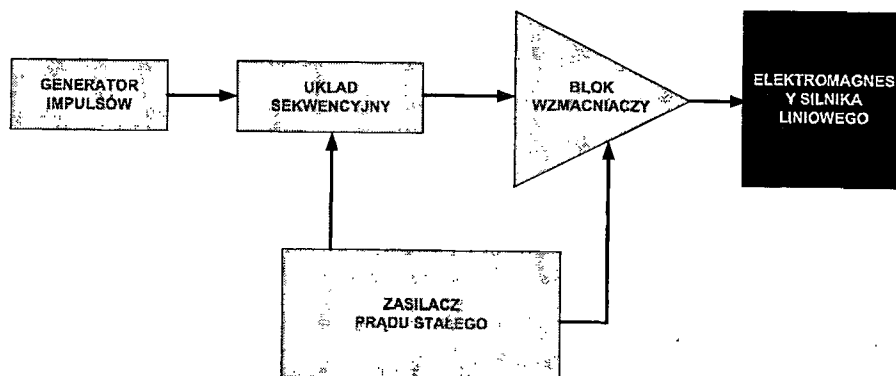 GENERATOR
IMPULSÓW
UKŁAD
SEKWENCYJNY
BLOK
WZMACNIACZY
ELEKTROMAGNES
Y SILNIKA
LINIOWEGO
ZASILACZ
PRĄDU STAŁEGO